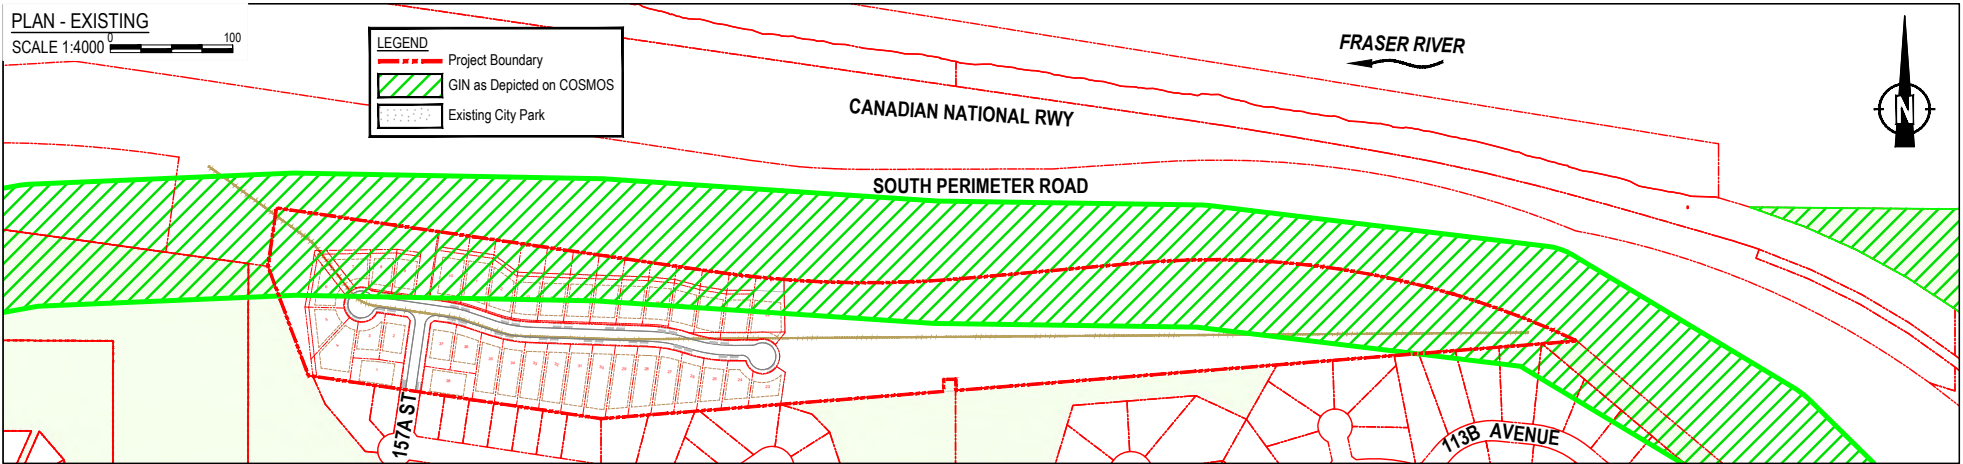 PLAN - EXISTING
SCALE 1:4000
0
100
LEGEND
Project Boundary
GIN as Depicted on COSMOS
Existing City Park
FRASER RIVER
N
CANADIAN NATIONAL RWY
SOUTH PERIMETER ROAD
157A ST
113B AVENUE